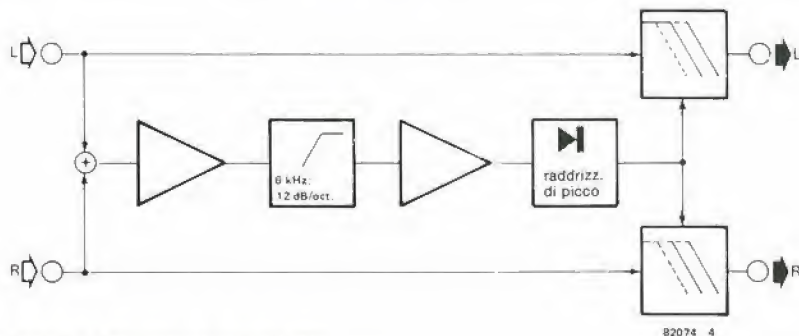 L
L
6 kHz;
12 dB/oct.
raddrizz.
di picco
R
R
82074 4